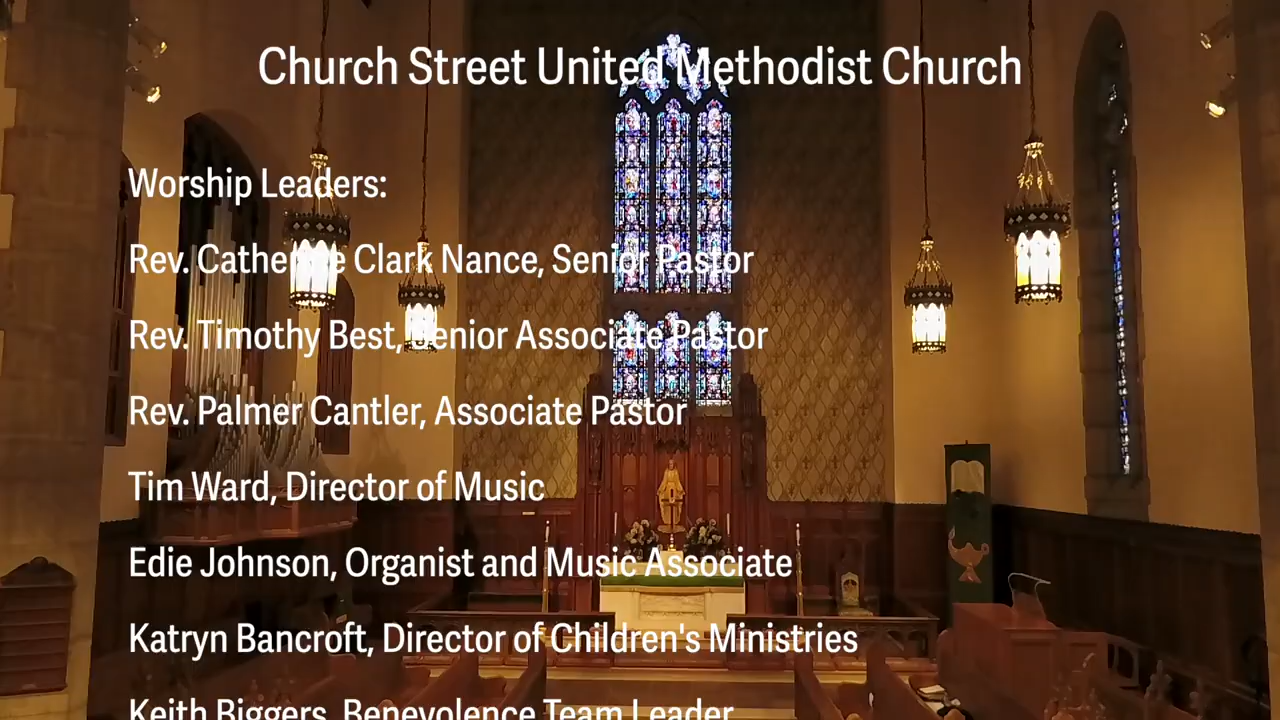 Church Street United Methodist Church
Worship Leaders:
Rev. Catherine Clark Nance, Senior Pastor
Rev. Timothy Best, Senior Associate Pastor
Rev. Palmer Cantler, Associate Pastor
Tim Ward, Director of Music
Edie Johnson, Organist and Music Associate
Katryn Bancroft, Director of Children's Ministries
Keith Biggers, Benevolence Team Leader